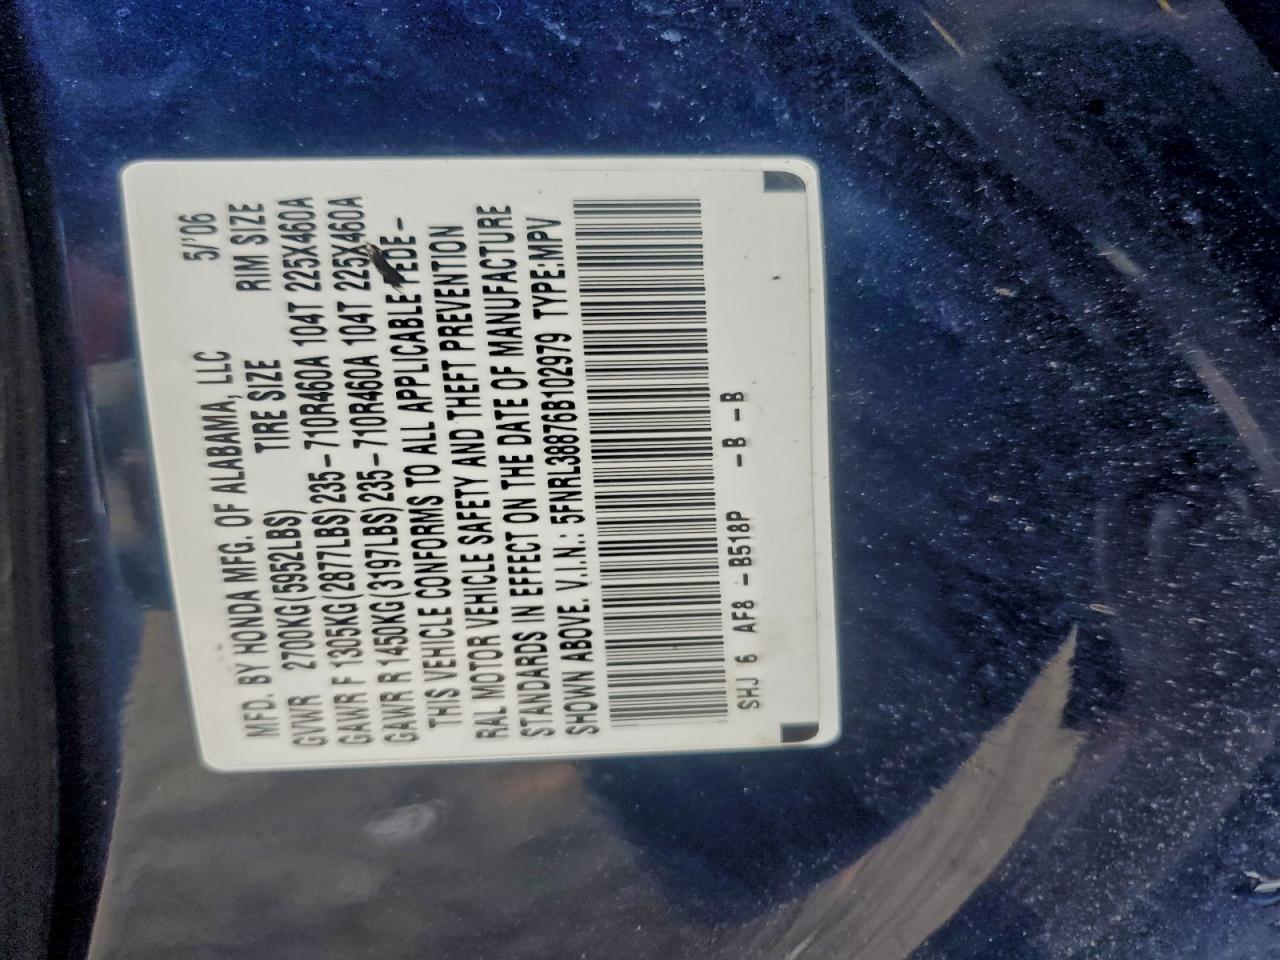 MFD. BY HONDA MFG. OF ALABAMA, LLC 5/'06
GVWR 2700KG(5952LBS) TIRE SIZE RIM SIZE
GAWR F 1305KG(2877LBS)235-710R460A 104T 225X460A
GAWR R 1450KG(3197LBS)235-710R460A 104T 225X460A
THIS VEHICLE CONFORMS TO ALL APPLICABLE FEDE-
RAL MOTOR VEHICLE SAFETY AND THEFT PREVENTION
STANDARDS IN EFFECT ON THE DATE OF MANUFACTURE
SHOWN ABOVE. V.I.N.: 5FNRL38876B102979 TYPE:MPV
SHJ 6 AF8 -B518P -B -B